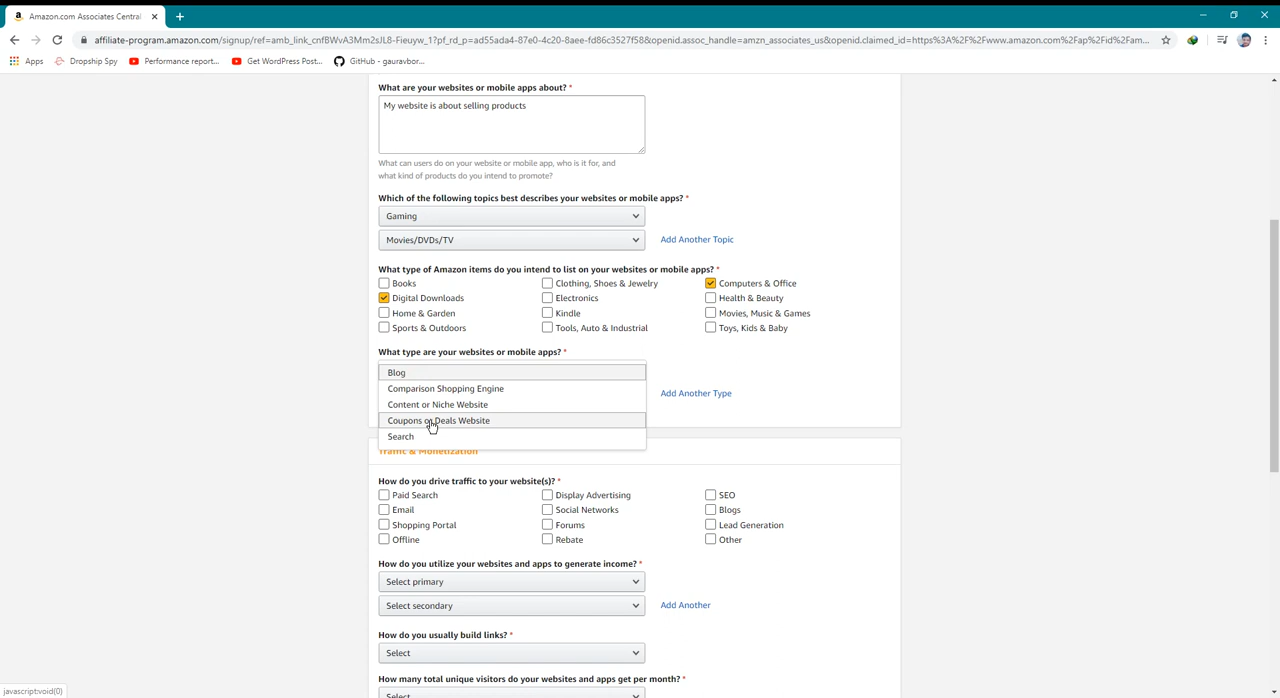 Amazon.com Associates Central
affiliate-program.amazon.com/signup/ref=amb_link_cnfBWvA3Mm2sJL8-Fieuyw_1?pf_rd_p=ad55ada4-87e0-4c20-8aee-fd86c3527f58&openid.assoc_handle=amzn_associates_us&openid.claimed_id=https%3A%2F%2Fwww.amazon.com%2Fap%2Fid%2Fam...
Apps Dropship Spy Performance report... Get WordPress Post... GitHub - gauravbor...
What are your websites or mobile apps about? *
My website is about selling products
What can users do on your website or mobile app, who is it for, and
what kind of products do you intend to promote?
Which of the following topics best describes your websites or mobile apps? *
Gaming
Movies/DVDs/TV Add Another Topic
What type of Amazon items do you intend to list on your websites or mobile apps? *
Books Clothing, Shoes & Jewelry Computers & Office
Digital Downloads Electronics Health & Beauty
Home & Garden Kindle Movies, Music & Games
Sports & Outdoors Tools, Auto & Industrial Toys, Kids & Baby
What type are your websites or mobile apps? *
Blog
Comparison Shopping Engine
Add Another Type
Content or Niche Website
Coupons or Deals Website
Search
Traffic & Monetization
How do you drive traffic to your website(s)? *
Paid Search Display Advertising SEO
Email Social Networks Blogs
Shopping Portal Forums Lead Generation
Offline Rebate Other
How do you utilize your websites and apps to generate income? *
Select primary
Select secondary Add Another
How do you usually build links? *
Select
How many total unique visitors do your websites and apps get per month? *
Select
javascript:void(0)